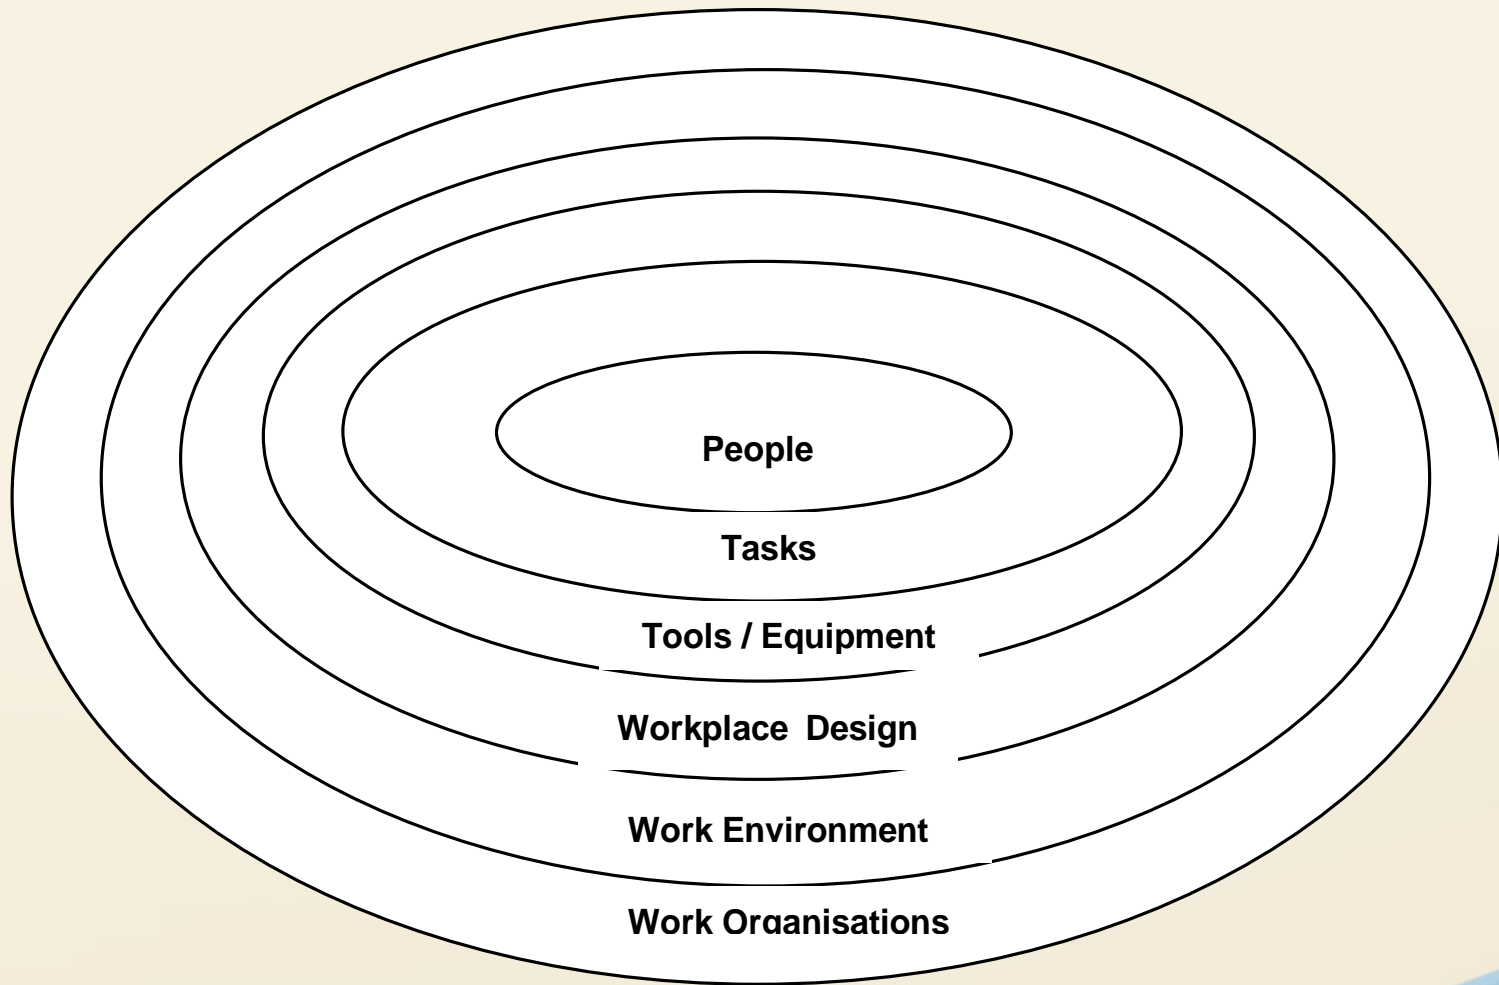 People
Tasks
Tools / Equipment
Workplace Design
Work Environment
Work Organisations